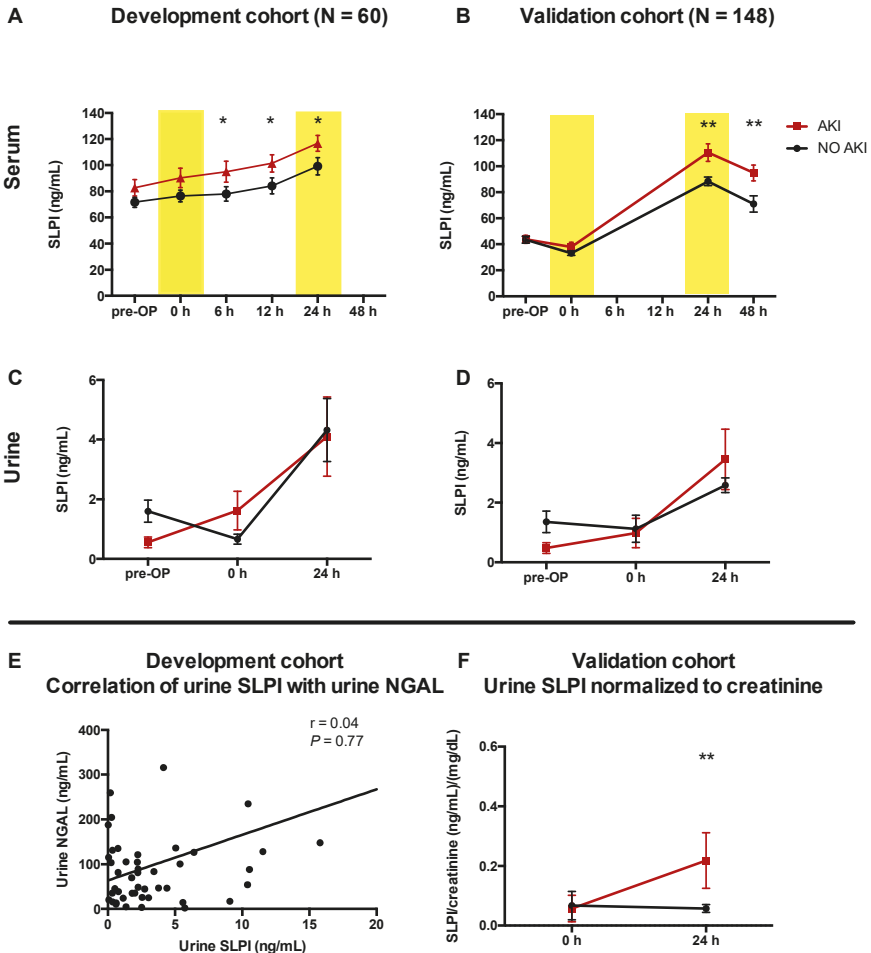 A
Development cohort (N = 60)
B
Validation cohort (N = 148)
Serum
SLPI (ng/mL)
140
120
100
80
60
40
20
0
*
*
*
pre-OP 0 h 6 h 12 h 24 h 48 h
SLPI (ng/mL)
140
120
100
80
60
40
20
0
**
**
pre-OP 0 h 6 h 12 h 24 h 48 h
AKI
NO AKI
C
Urine
SLPI (ng/mL)
6
4
2
0
pre-OP 0 h 24 h
D
SLPI (ng/mL)
6
4
2
0
pre-OP 0 h 24 h
E
Development cohort
Correlation of urine SLPI with urine NGAL
r = 0.04
P = 0.77
Urine NGAL (ng/mL)
400
300
200
100
0
0 5 10 15 20
Urine SLPI (ng/mL)
F
Validation cohort
Urine SLPI normalized to creatinine
SLPI/creatinine (ng/mL)/(mg/dL)
0.6
0.4
0.2
0.0
**
0 h 24 h